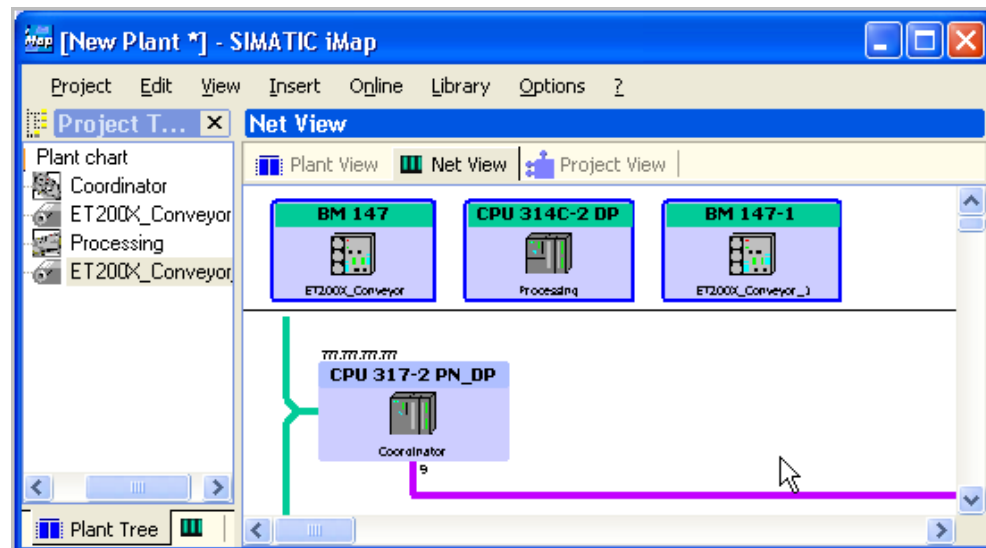 [New Plant *] - SIMATIC iMap
Project Edit View Insert Online Library Options ?
Project T...
Net View
Plant chart
Coordinator
ET200X_Conveyor
Processing
ET200X_Conveyor_
Plant View Net View Project View
BM 147 CPU 314C-2 DP BM 147-1
ET200X_Conveyor Processing ET200X_Conveyor_1
???.???.???.???
CPU 317-2 PN_DP
Coordinator
9
Plant Tree